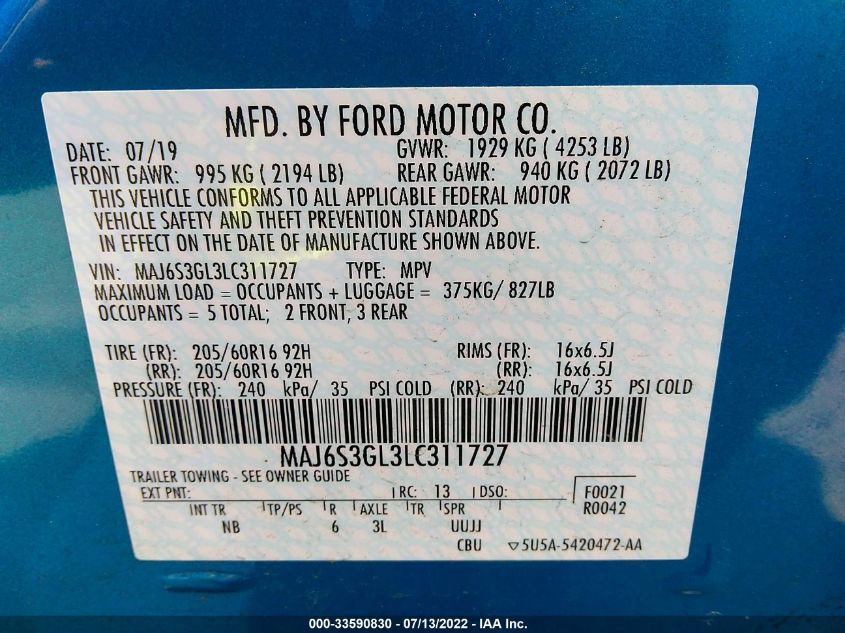 MFD. BY FORD MOTOR CO.
DATE: 07/19 GVWR: 1929 KG ( 4253 LB)
FRONT GAWR: 995 KG ( 2194 LB) REAR GAWR: 940 KG ( 2072 LB)
THIS VEHICLE CONFORMS TO ALL APPLICABLE FEDERAL MOTOR
VEHICLE SAFETY AND THEFT PREVENTION STANDARDS
IN EFFECT ON THE DATE OF MANUFACTURE SHOWN ABOVE.
VIN: MAJ6S3GL3LC311727 TYPE: MPV
MAXIMUM LOAD = OCCUPANTS + LUGGAGE = 375KG/ 827LB
OCCUPANTS = 5 TOTAL; 2 FRONT, 3 REAR
TIRE (FR): 205/60R16 92H RIMS (FR): 16x6.5J
(RR): 205/60R16 92H (RR): 16x6.5J
PRESSURE (FR): 240 kPa/ 35 PSI COLD (RR): 240 kPa/ 35 PSI COLD
MAJ6S3GL3LC311727
TRAILER TOWING - SEE OWNER GUIDE
EXT PNT: RC: 13 DSO: F0021
R0042
INT TR TP/PS R AXLE TR SPR
NB 6 3L UUJJ
CBU ▽5U5A-5420472-AA
000-33590830 - 07/13/2022 - IAA Inc.